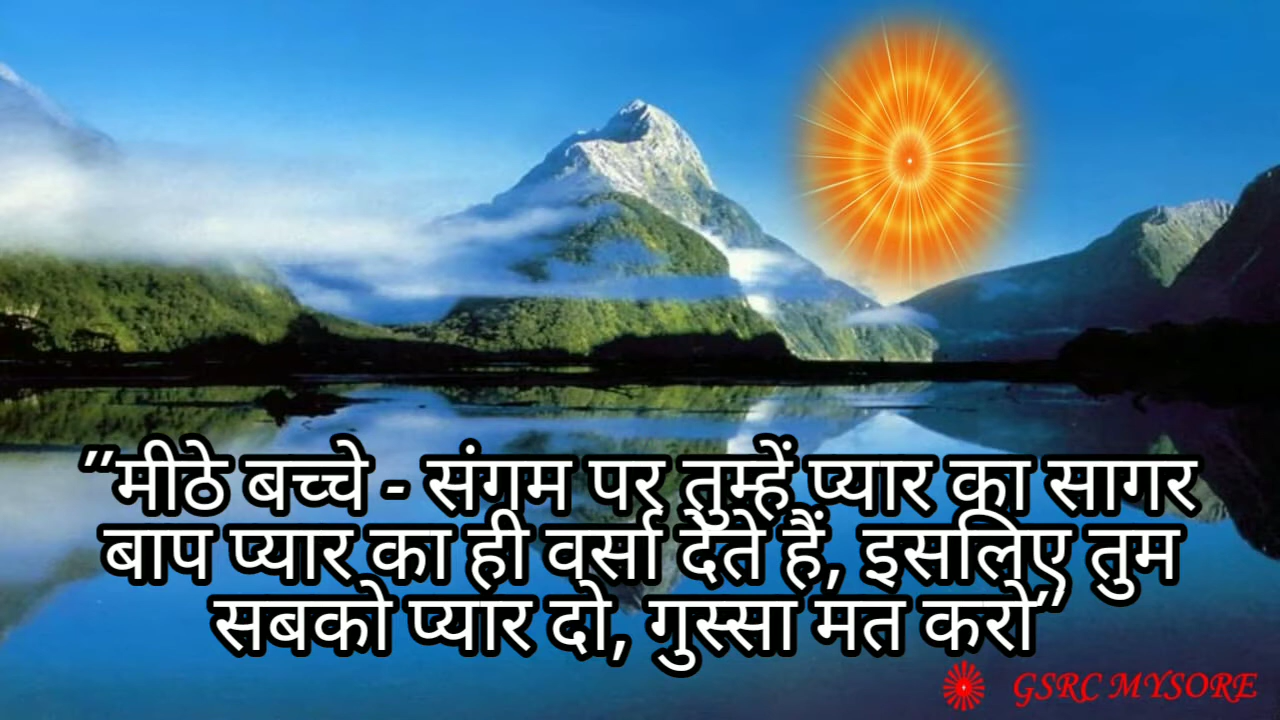 ”मीठे बच्चे - संगम पर तुम्हें प्यार का सागर
बाप प्यार का ही वर्सा देते हैं, इसलिए तुम
सबको प्यार दो, गुस्सा मत करो”
GSRC MYSORE